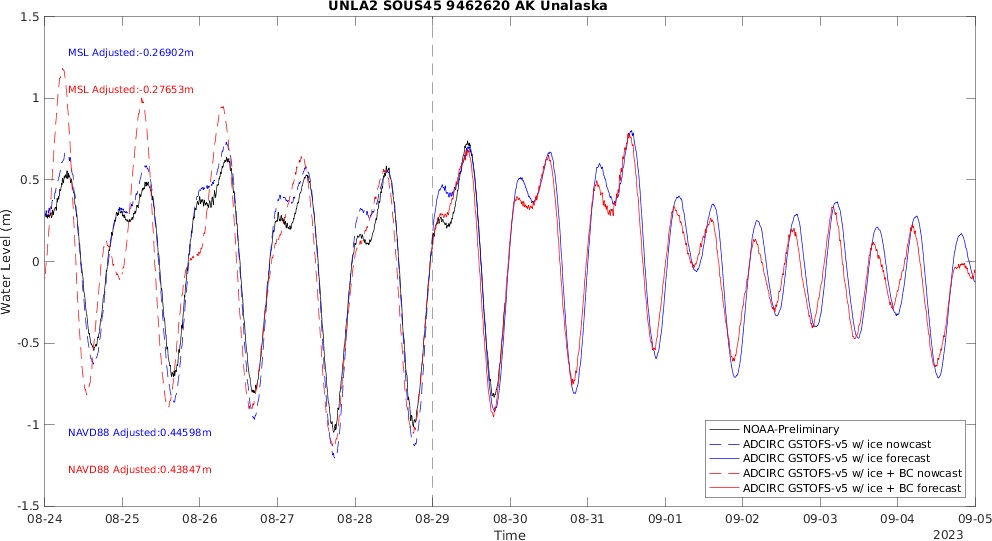 UNLA2 SOUS45 9462620 AK Unalaska
1.5
1
0.5
0
-0.5
-1
-1.5
Water Level (m)
MSL Adjusted:-0.26902m
MSL Adjusted:-0.27653m
NAVD88 Adjusted:0.44598m
NAVD88 Adjusted:0.43847m
NOAA-Preliminary
ADCIRC GSTOFS-v5 w/ ice nowcast
ADCIRC GSTOFS-v5 w/ ice forecast
ADCIRC GSTOFS-v5 w/ ice + BC nowcast
ADCIRC GSTOFS-v5 w/ ice + BC forecast
08-24 08-25 08-26 08-27 08-28 08-29 08-30 08-31 09-01 09-02 09-03 09-04 09-05
Time
2023